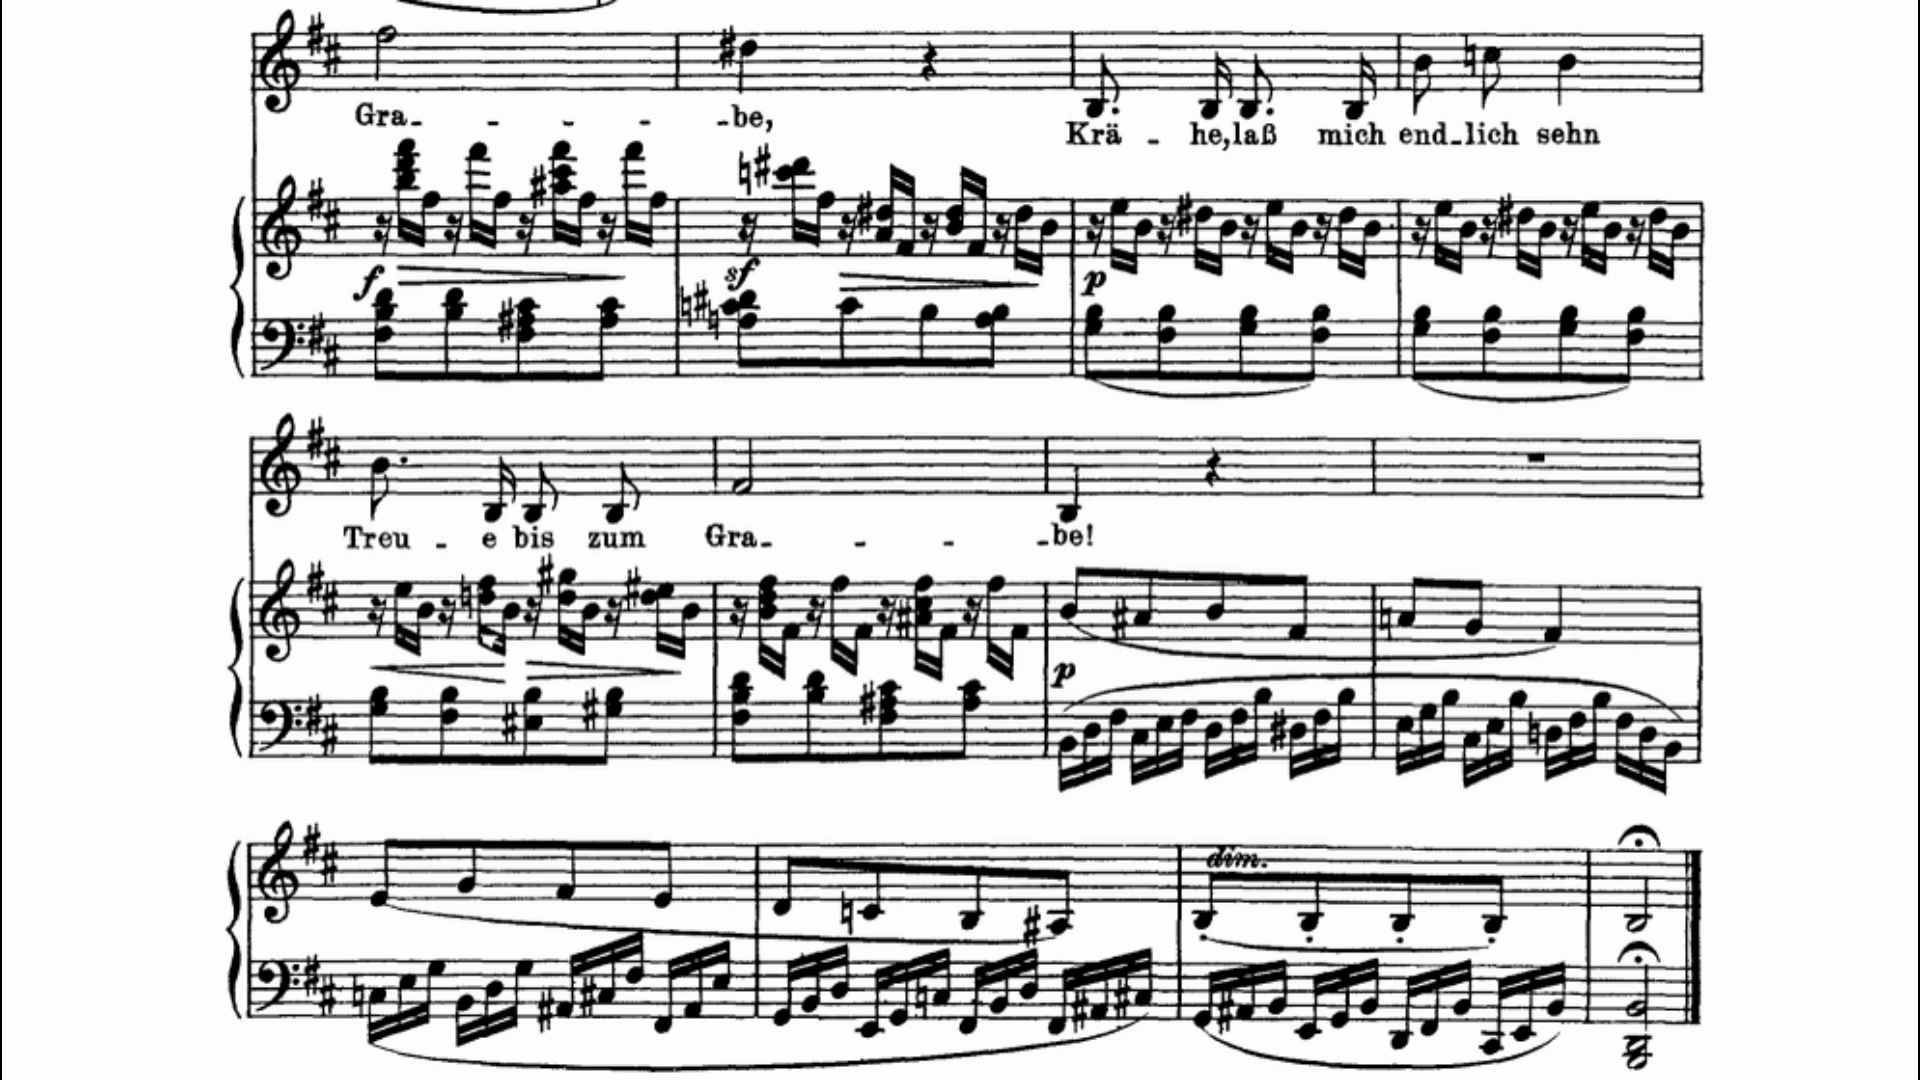 Gra - - - - be,
Krä - he, laß mich end-lich sehn
f
sf
p
Treu - e bis zum Gra - - - be!
p
dim.